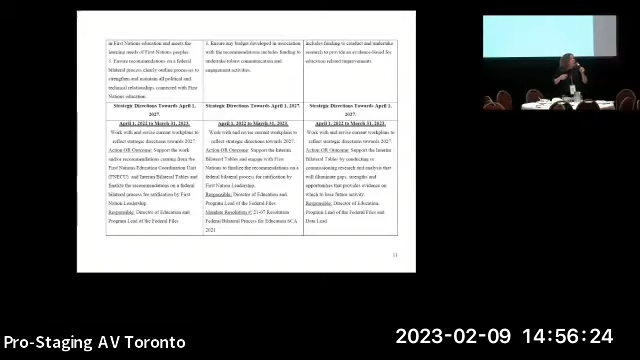 in First Nations education and meets the
learning needs of First Nations peoples.
3. Ensure recommendations on a federal
bilateral process clearly outline processes to
strengthen and maintain all political and
technical relationships connected with First
Nations education.
3. Ensure any budget developed in association
with the recommendations includes funding to
undertake robust communication and
engagement activities.
includes funding to conduct and undertake
research to provide an evidence-based for
education related improvements.
Strategic Directions Towards April 1,
2027:
Strategic Directions Towards April 1, 2027:
Strategic Directions Towards April 1,
2027:
April 1, 2022 to March 31, 2023.
Work with and revise current workplans to
reflect strategic directions towards 2027.
Action OR Outcome: Support the work
and/or recommendations coming from the
First Nations Education Coordination Unit
(FNECU) and Interim Bilateral Tables and
finalize the recommendations on a federal
bilateral process for ratification by First
Nation Leadership.
Responsible: Director of Education and
Program Lead of the Federal Files
April 1, 2022 to March 31, 2023.
Work with and revise current workplans to
reflect strategic directions towards 2027.
Action OR Outcome: Support the Interim
Bilateral Tables and engage with First
Nations to finalize the recommendations on
a federal bilateral process for ratification by
First Nation Leadership.
Responsible: Director of Education and
Program Lead of the Federal Files
Mandate Resolution #: 21-07 Resolution
Federal Bilateral Process for Education SCA
2021
April 1, 2022 to March 31, 2023.
Work with and revise current workplans to
reflect strategic directions towards 2027.
Action OR Outcome: Support the Interim
Bilateral Tables by conducting or
commissioning research and analysis that
will illuminate gaps, strengths and
opportunities that provides evidence on
which to base future activity.
Responsible: Director of Education,
Program Lead of the Federal Files and
Data Lead.
31
Pro-Staging AV Toronto
2023-02-09 14:56:24